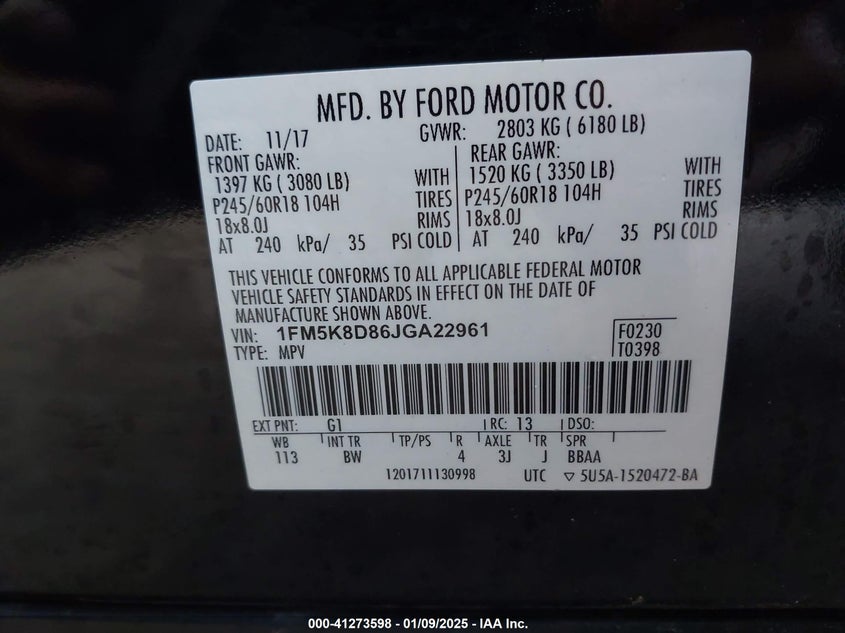 MFD. BY FORD MOTOR CO.
DATE: 11/17 GVWR: 2803 KG ( 6180 LB)
FRONT GAWR: REAR GAWR:
1397 KG ( 3080 LB) WITH 1520 KG ( 3350 LB) WITH
P245/60R18 104H TIRES P245/60R18 104H TIRES
18x8.0J RIMS 18x8.0J RIMS
AT 240 kPa/ 35 PSI COLD AT 240 kPa/ 35 PSI COLD
THIS VEHICLE CONFORMS TO ALL APPLICABLE FEDERAL MOTOR
VEHICLE SAFETY STANDARDS IN EFFECT ON THE DATE OF
MANUFACTURE SHOWN ABOVE.
VIN: 1FM5K8D86JGA22961 F0230
TYPE: MPV T0398
EXT PNT: G1 RC: 13 DSO:
WB INT TR TP/PS R AXLE TR SPR
113 BW 4 3J J BBAA
1201711130998 UTC ▽ 5U5A-1520472-BA
000-41273598 - 01/09/2025 - IAA Inc.